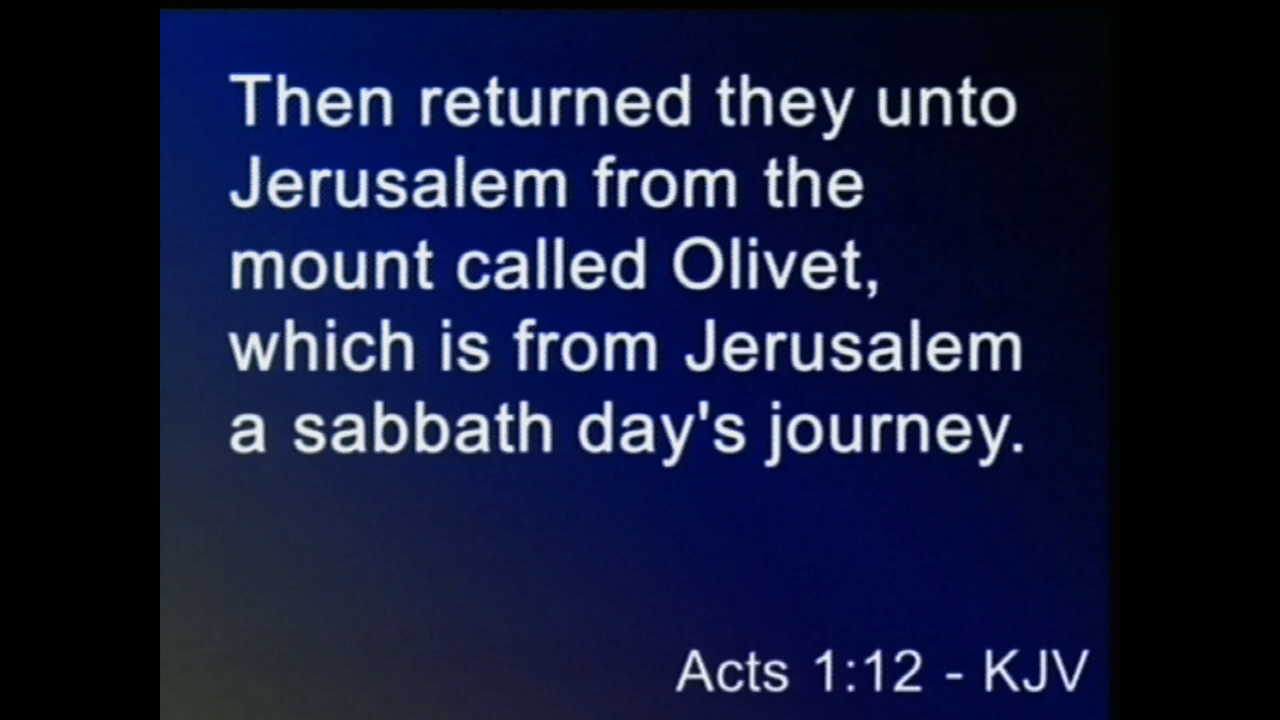 Then returned they unto
Jerusalem from the
mount called Olivet,
which is from Jerusalem
a sabbath day's journey.
Acts 1:12 - KJV